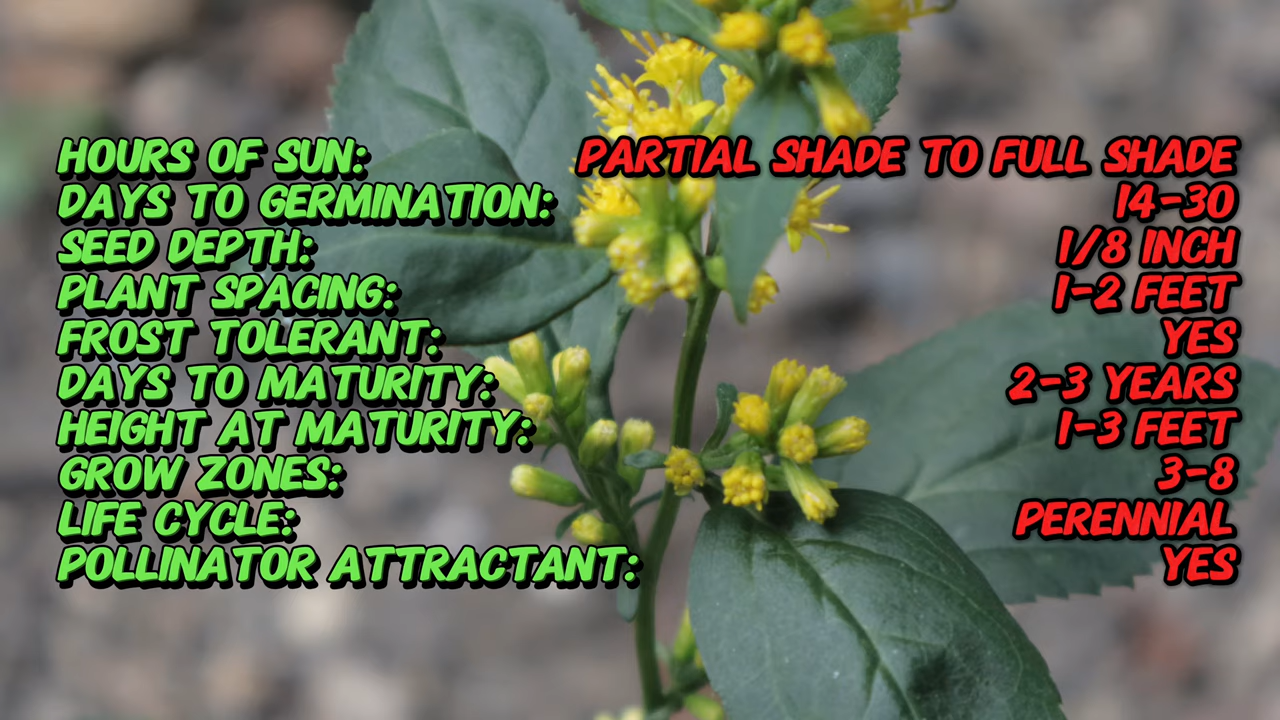 HOURS OF SUN: PARTIAL SHADE TO FULL SHADE
DAYS TO GERMINATION: 14-30
SEED DEPTH: 1/8 INCH
PLANT SPACING: 1-2 FEET
FROST TOLERANT: YES
DAYS TO MATURITY: 2-3 YEARS
HEIGHT AT MATURITY: 1-3 FEET
GROW ZONES: 3-8
LIFE CYCLE: PERENNIAL
POLLINATOR ATTRACTANT: YES